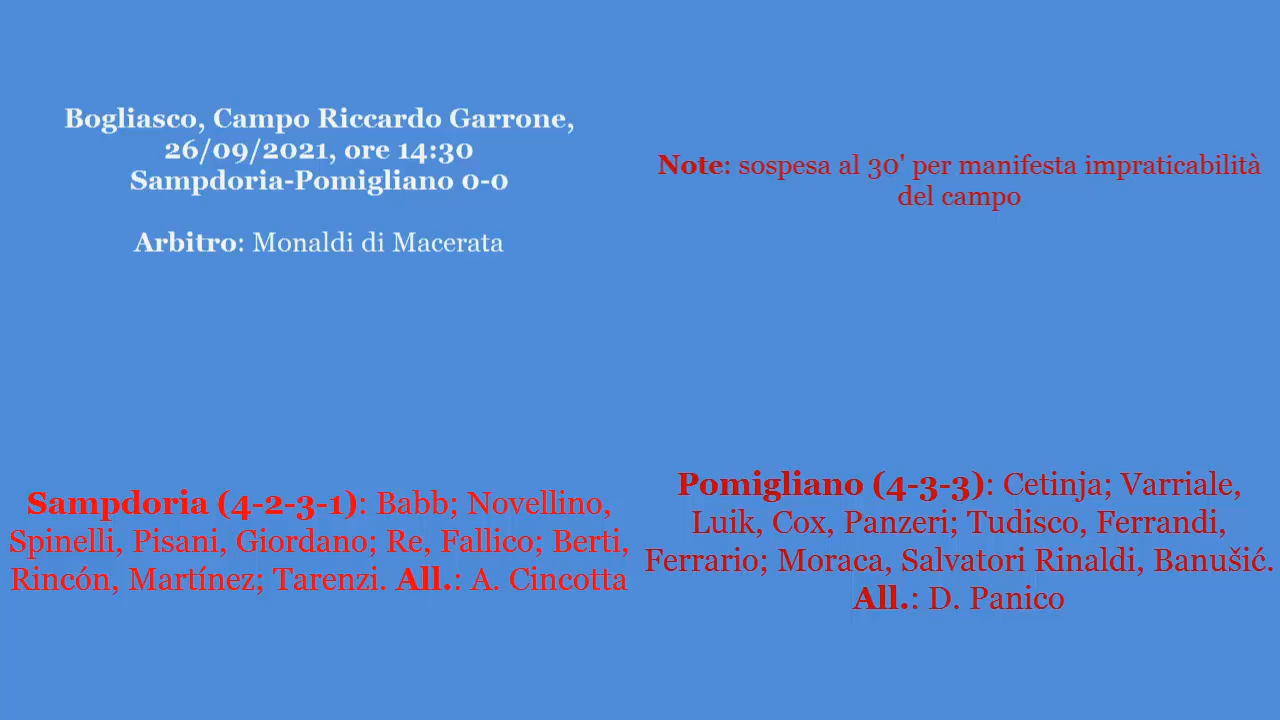 Bogliasco, Campo Riccardo Garrone,
26/09/2021, ore 14:30
Sampdoria-Pomigliano 0-0
Arbitro: Monaldi di Macerata
Note: sospesa al 30' per manifesta impraticabilità
del campo
Sampdoria (4-2-3-1): Babb; Novellino,
Spinelli, Pisani, Giordano; Re, Fallico; Berti,
Rincón, Martínez; Tarenzi. All.: A. Cincotta
Pomigliano (4-3-3): Cetinja; Varriale,
Luik, Cox, Panzeri; Tudisco, Ferrandi,
Ferrario; Moraca, Salvatori Rinaldi, Banušić.
All.: D. Panico